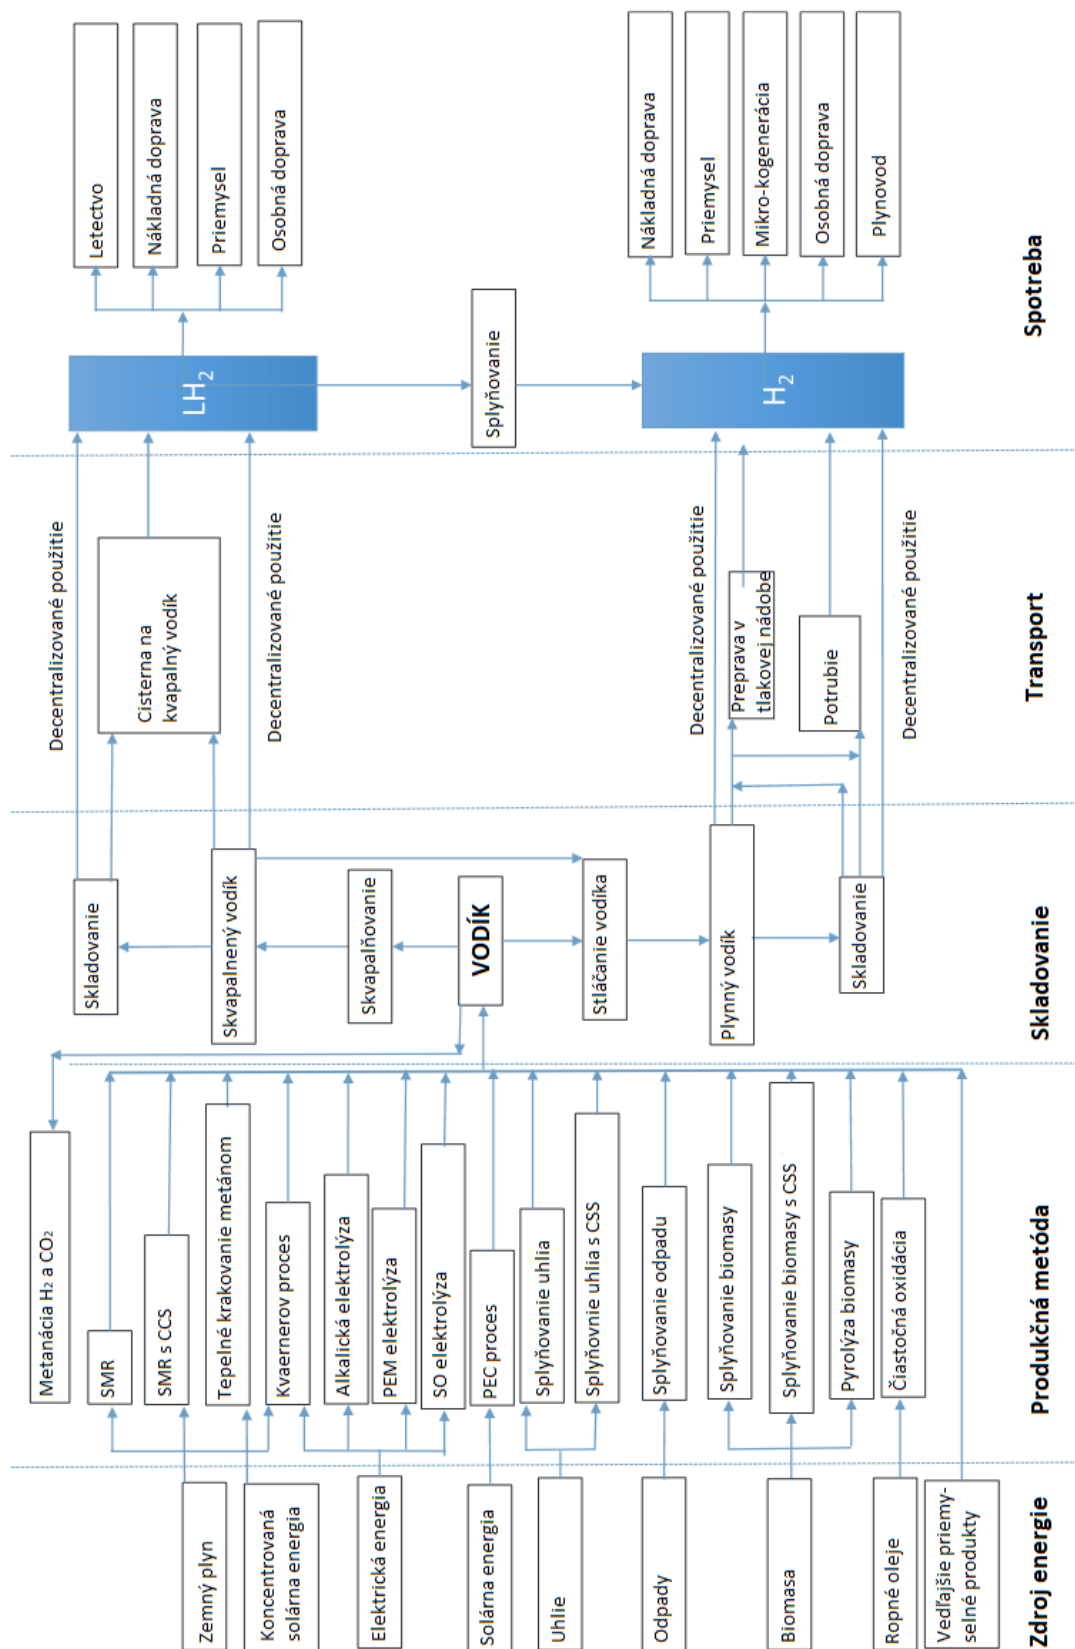 Zemný plyn
Koncentrovaná
solárna energia
Elektrická energia
Solárna energia
Uhlie
Odpady
Biomasa
Ropné oleje
Vedľajšie priemy-
selné produkty
Zdroj energie
Metanácia H₂ a CO₂
SMR
SMR s CCS
Tepelné krakovanie metánom
Kvaernerov proces
Alkalická elektrolýza
PEM elektrolýza
SO elektrolýza
PEC proces
Splyňovanie uhlia
Splyňovnie uhlia s CSS
Splyňovanie odpadu
Splyňovanie biomasy
Splyňovanie biomasy s CSS
Pyrolýza biomasy
Čiastočná oxidácia
Produkčná metóda
Skladovanie
Skvapalnený vodík
Skvapalňovanie
VODÍK
Stláčanie vodíka
Plynný vodík
Skladovanie
Skladovanie
Decentralizované použitie
Cisterna na
kvapalný vodík
Decentralizované použitie
Decentralizované použitie
Preprava v
tlakovej nádobe
Potrubie
Decentralizované použitie
Transport
LH₂
Splyňovanie
H₂
Letectvo
Nákladná doprava
Priemysel
Osobná doprava
Nákladná doprava
Priemysel
Mikro-kogenerácia
Osobná doprava
Plynovod
Spotreba